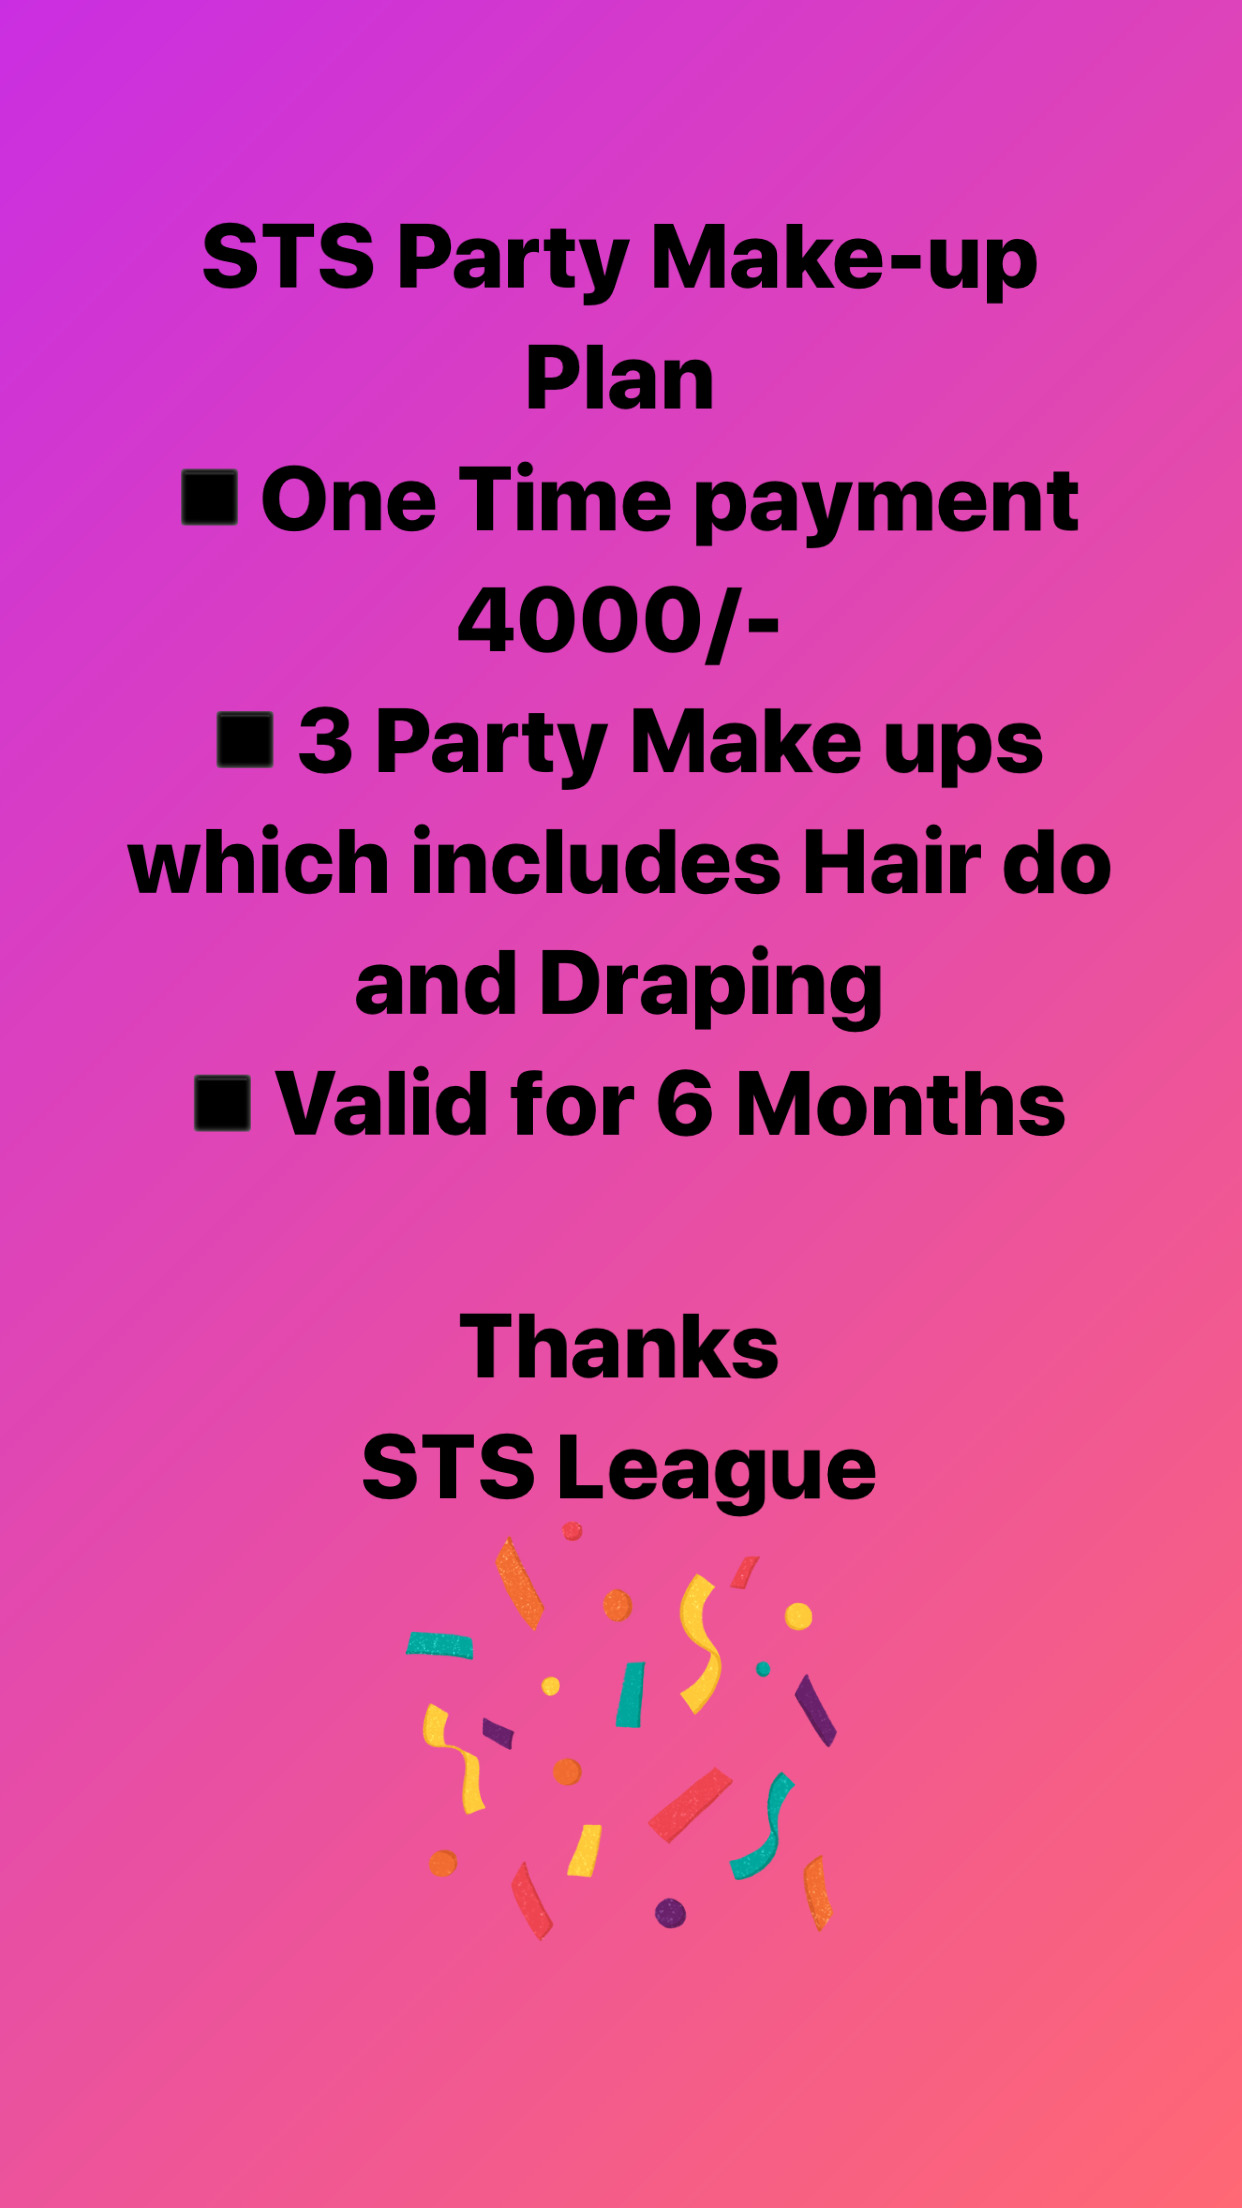 STS Party Make-up
Plan
◾ One Time payment
4000/-
◾ 3 Party Make ups
which includes Hair do
and Draping
◾ Valid for 6 Months
Thanks
STS League